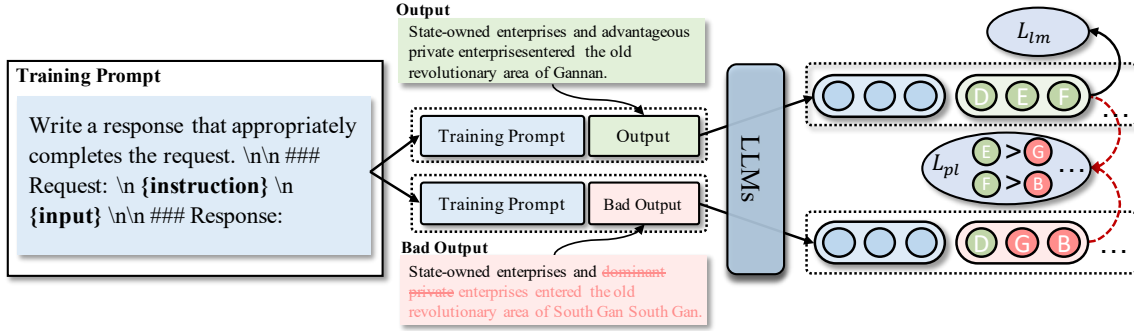 Training Prompt
Write a response that appropriately
completes the request. \n\n ###
Request: \n {instruction} \n
{input} \n\n ### Response:
Output
State-owned enterprises and advantageous
private enterprisesentered the old
revolutionary area of Gannan.
Training Prompt
Output
Training Prompt
Bad Output
Bad Output
State-owned enterprises and dominant
private enterprises entered the old
revolutionary area of South Gan South Gan.
LLMs
L_lm
D E F
...
L_pl
E > G
F > B
...
D G B
...